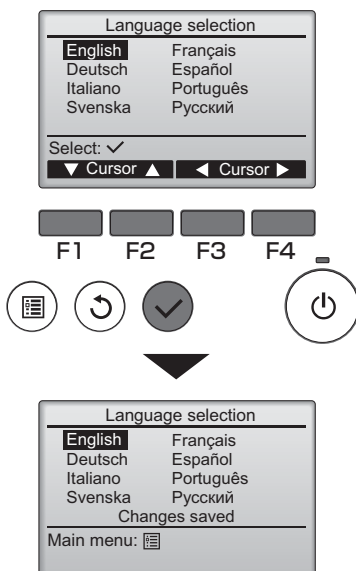 Language selection
English Français
Deutsch Español
Italiano Português
Svenska Русский
Select: ✓
▼ Cursor ▲ ◀ Cursor ▶
F1 F2 F3 F4
Language selection
English Français
Deutsch Español
Italiano Português
Svenska Русский
Changes saved
Main menu: